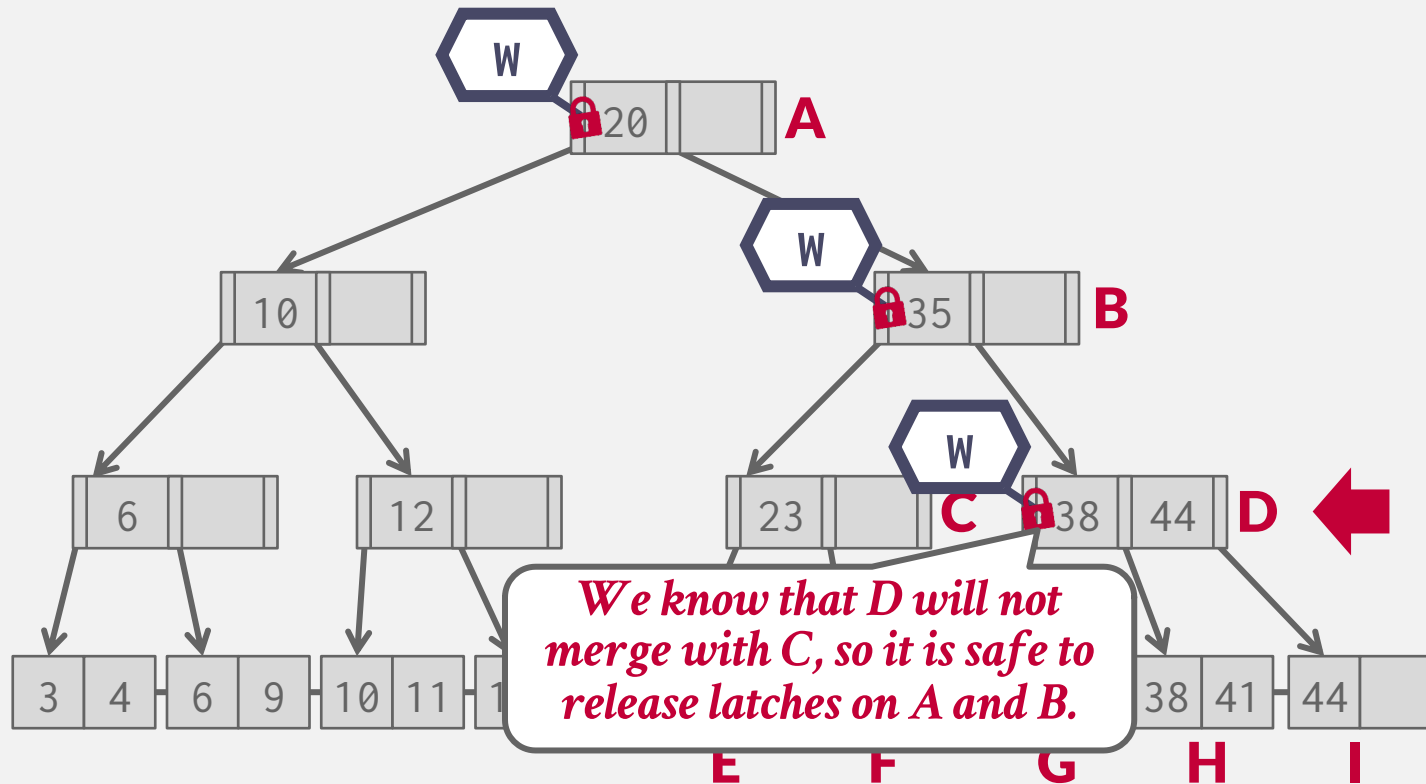 W
20 A
W
10 35 B
W
6 12 23 C 38 44 D
We know that D will not
merge with C, so it is safe to
release latches on A and B.
3 4 6 9 10 11 38 41 44
E F G H I